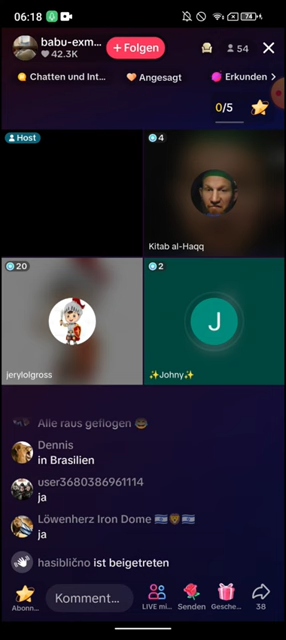 06:18
74
babu-exm...
42.3K
+ Folgen
54
Chatten und Int...
Angesagt
Erkunden
0/5
Host
4
Kitab al-Haqq
20
jerylolgross
2
J
✨Johny✨
Alle raus geflogen 😂
Dennis
in Brasilien
user3680386961114
ja
Löwenherz Iron Dome 🇮🇱🦁🇮🇱
ja
hasiblično ist beigetreten
Abonn...
Komment...
LIVE mi...
Senden
Gesche...
38